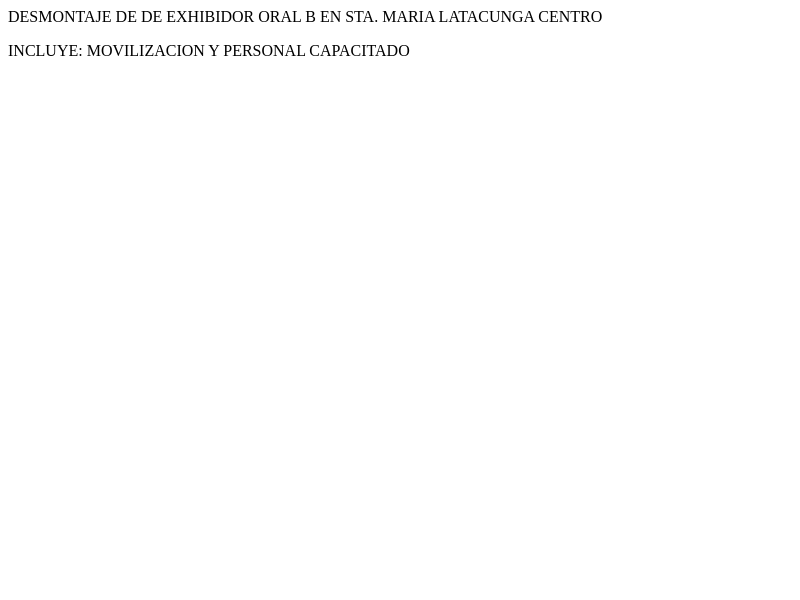 DESMONTAJE DE DE EXHIBIDOR ORAL B EN STA. MARIA LATACUNGA CENTRO
INCLUYE: MOVILIZACION Y PERSONAL CAPACITADO